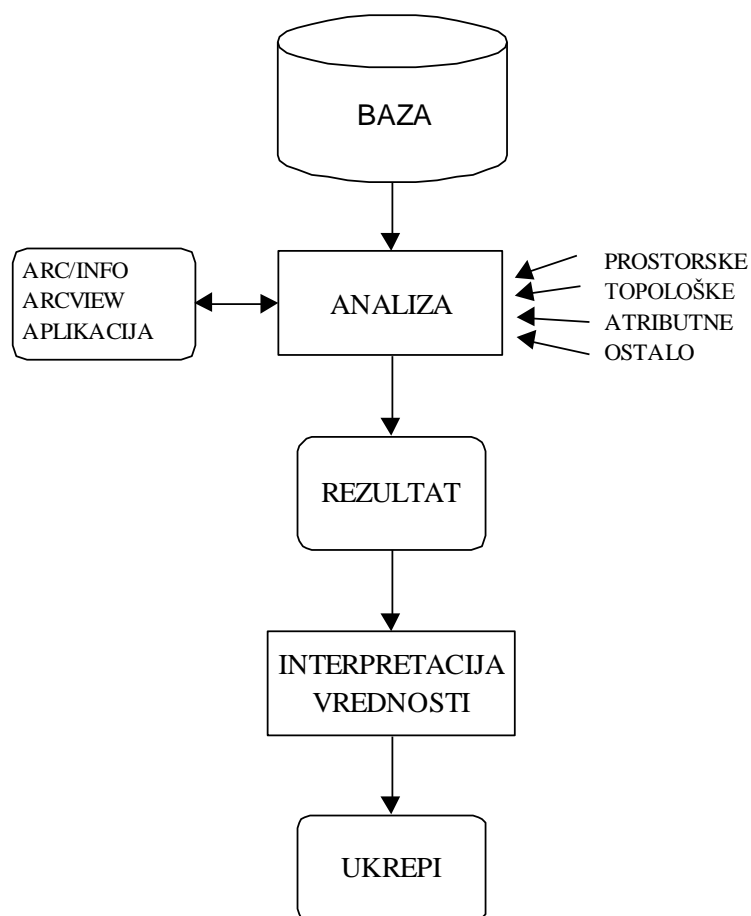 BAZA
ARC/INFO
ARCVIEW
APLIKACIJA
ANALIZA
PROSTORSKE
TOPOLOŠKE
ATRIBUTNE
OSTALO
REZULTAT
INTERPRETACIJA
VREDNOSTI
UKREPI